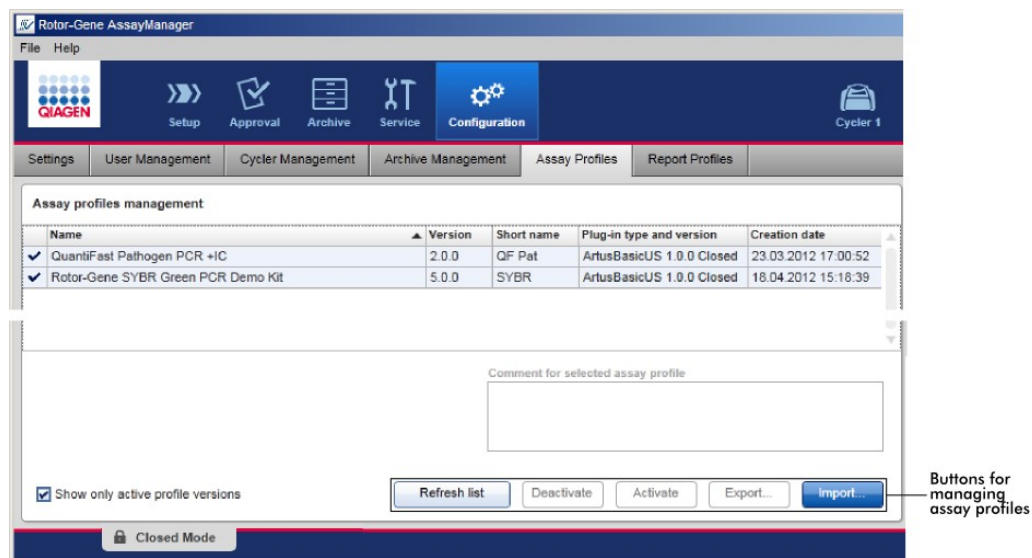 Rotor-Gene AssayManager
File Help
QIAGEN
Setup Approval Archive Service Configuration Cycler 1
Settings User Management Cycler Management Archive Management Assay Profiles Report Profiles
Assay profiles management
Name Version Short name Plug-in type and version Creation date
QuantiFast Pathogen PCR +IC 2.0.0 QF Pat ArtusBasicUS 1.0.0 Closed 23.03.2012 17:00:52
Rotor-Gene SYBR Green PCR Demo Kit 5.0.0 SYBR ArtusBasicUS 1.0.0 Closed 18.04.2012 15:18:39
Comment for selected assay profile
Show only active profile versions
Refresh list Deactivate Activate Export... Import...
Buttons for
managing
assay profiles
Closed Mode